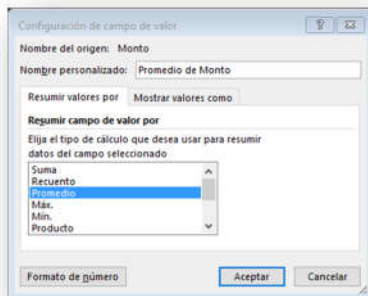 Configuración de campo de valor
Nombre del origen: Monto
Nombre personalizado: Promedio de Monto
Resumir valores por Mostrar valores como
Resumir campo de valor por
Elija el tipo de cálculo que desea usar para resumir
datos del campo seleccionado
Suma
Recuento
Promedio
Máx.
Mín.
Producto
Formato de número Aceptar Cancelar